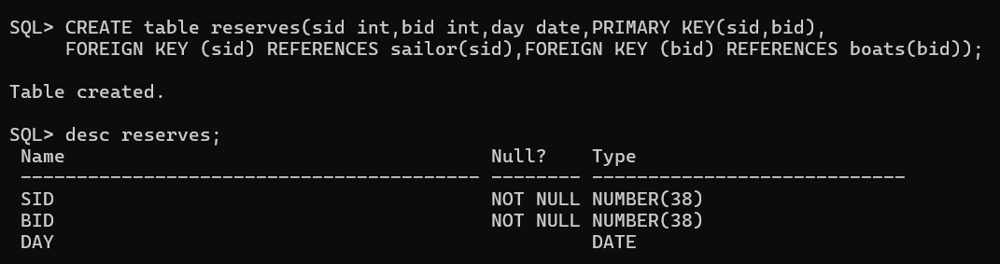 SQL> CREATE table reserves(sid int,bid int,day date,PRIMARY KEY(sid,bid),
     FOREIGN KEY (sid) REFERENCES sailor(sid),FOREIGN KEY (bid) REFERENCES boats(bid));
Table created.
SQL> desc reserves;
 Name                                      Null?    Type
 ----------------------------------------- -------- ----------------------------
 SID                                       NOT NULL NUMBER(38)
 BID                                       NOT NULL NUMBER(38)
 DAY                                                DATE